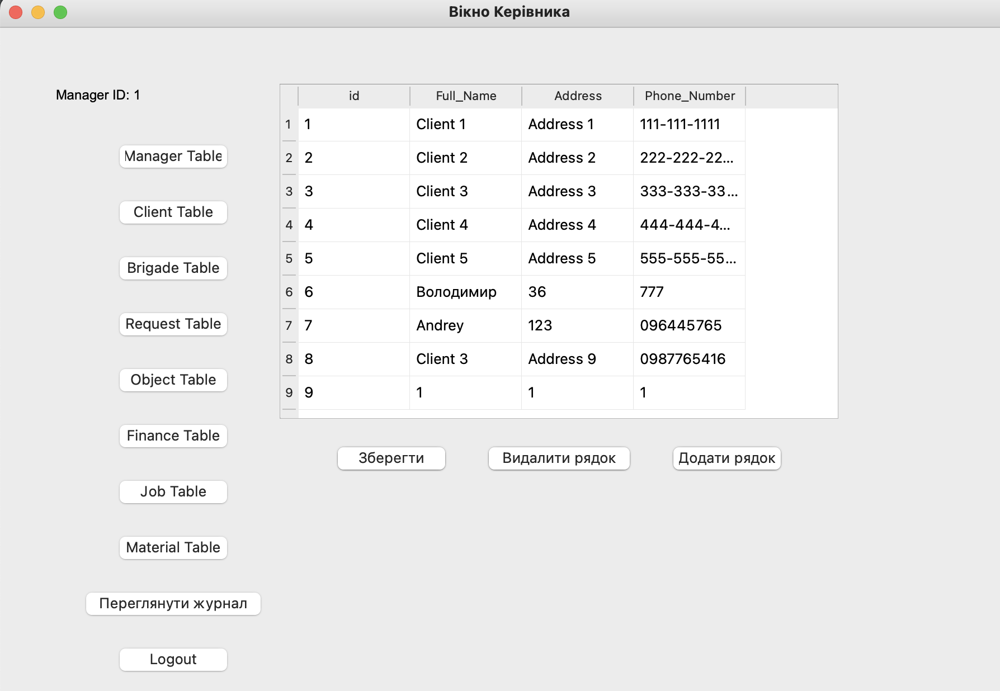 Вікно Керівника
Manager ID: 1
Manager Table
Client Table
Brigade Table
Request Table
Object Table
Finance Table
Job Table
Material Table
Переглянути журнал
Logout
id Full_Name Address Phone_Number
1 1 Client 1 Address 1 111-111-1111
2 2 Client 2 Address 2 222-222-22...
3 3 Client 3 Address 3 333-333-33...
4 4 Client 4 Address 4 444-444-4...
5 5 Client 5 Address 5 555-555-55...
6 6 Володимир 36 777
7 7 Andrey 123 096445765
8 8 Client 3 Address 9 0987765416
9 9 1 1 1
Зберегти Видалити рядок Додати рядок